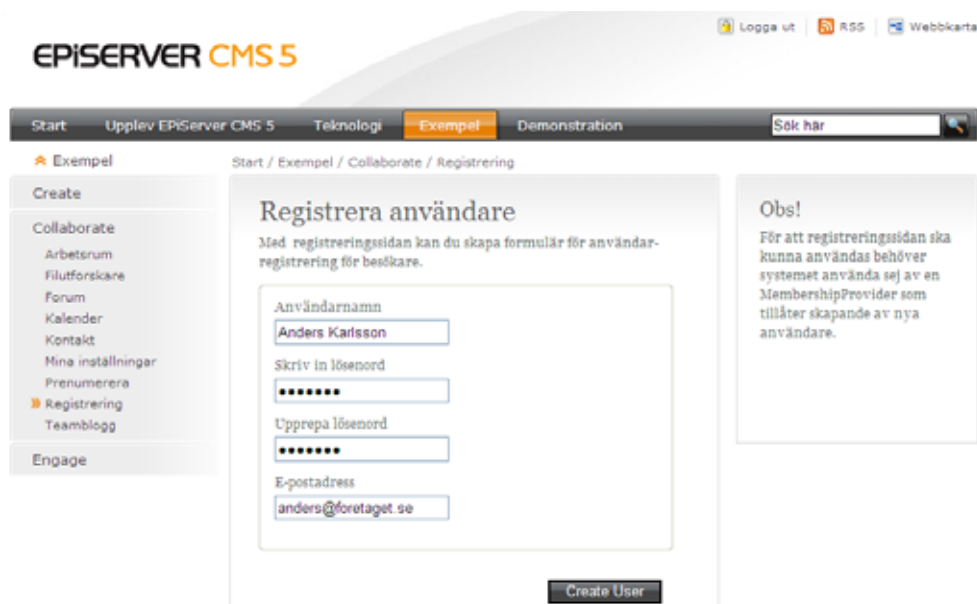 Logga ut
RSS
Webbkarta
EPiSERVER CMS 5
Start
Upplev EPiServer CMS 5
Teknologi
Exempel
Demonstration
Sök här
Exempel
Create
Collaborate
Arbetsrum
Filutforskare
Forum
Kalender
Kontakt
Mina inställningar
Prenumerera
Registrering
Teamblogg
Engage
Start / Exempel / Collaborate / Registrering
Registrera användare
Med registreringssidan kan du skapa formulär för användar-
registrering för besökare.
Användarnamn
Anders Karlsson
Skriv in lösenord
•••••••
Upprepa lösenord
•••••••
E-postadress
anders@foretaget.se
Create User
Obs!
För att registreringssidan ska
kunna användas behöver
systemet använda sej av en
MembershipProvider som
tillåter skapande av nya
användare.